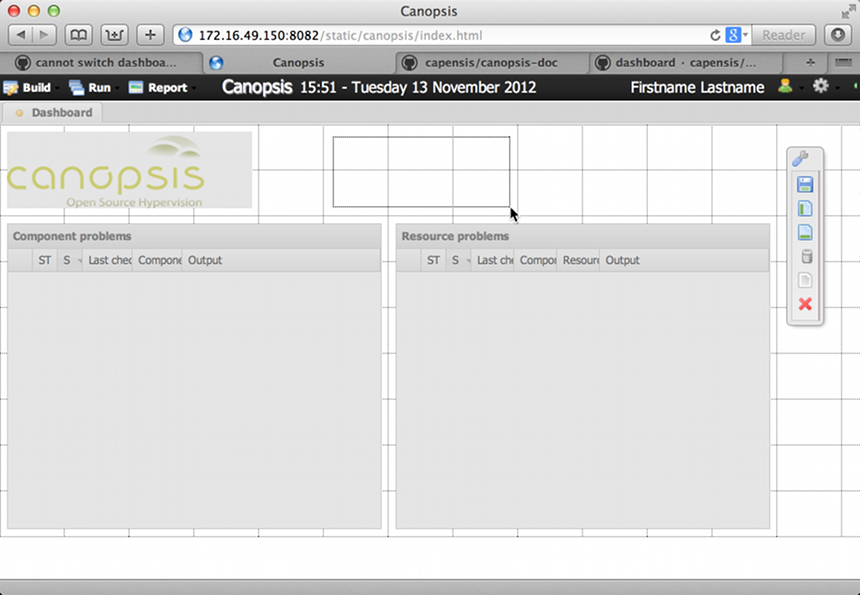 Canopsis
172.16.49.150:8082/static/canopsis/index.html
Reader
cannot switch dashboa...
Canopsis
capensis/canopsis-doc
dashboard · capensis/...
Build
Run
Report
Canopsis 15:51 - Tuesday 13 November 2012
Firstname Lastname
Dashboard
canopsis
Open Source Hypervision
Component problems
ST S Last chec Compone Output
Resource problems
ST S Last che Compor Resour Output